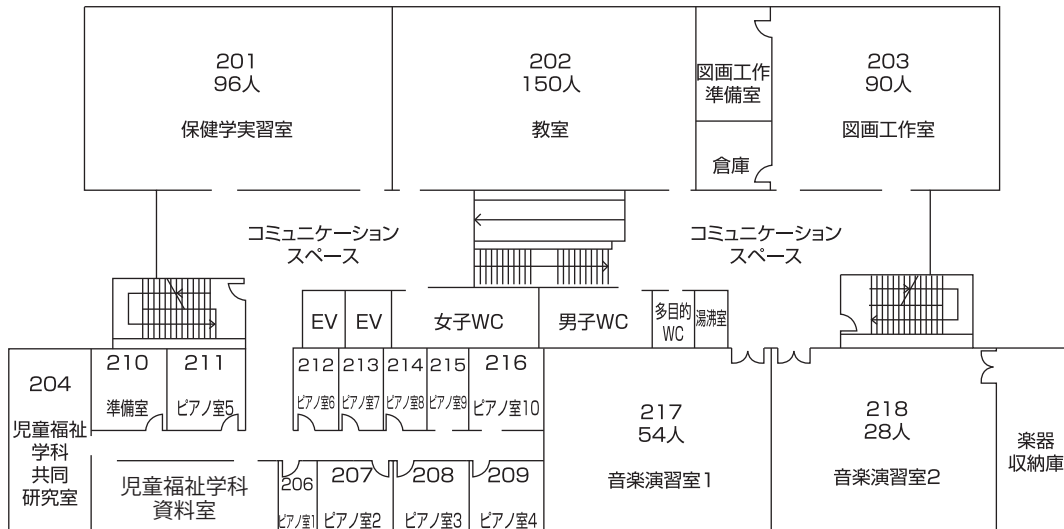 201
96人
保健学実習室
202
150人
教室
図画工作
準備室
倉庫
203
90人
図画工作室
コミュニケーション
スペース
コミュニケーション
スペース
EV
EV
女子WC
男子WC
多目的
WC
湯沸室
204
児童福祉
学科
共同
研究室
210
準備室
211
ピアノ室5
212
ピアノ室6
213
ピアノ室7
214
ピアノ室8
215
ピアノ室9
216
ピアノ室10
217
54人
音楽演習室1
218
28人
音楽演習室2
楽器
収納庫
児童福祉学科
資料室
206
ピアノ室1
207
ピアノ室2
208
ピアノ室3
209
ピアノ室4